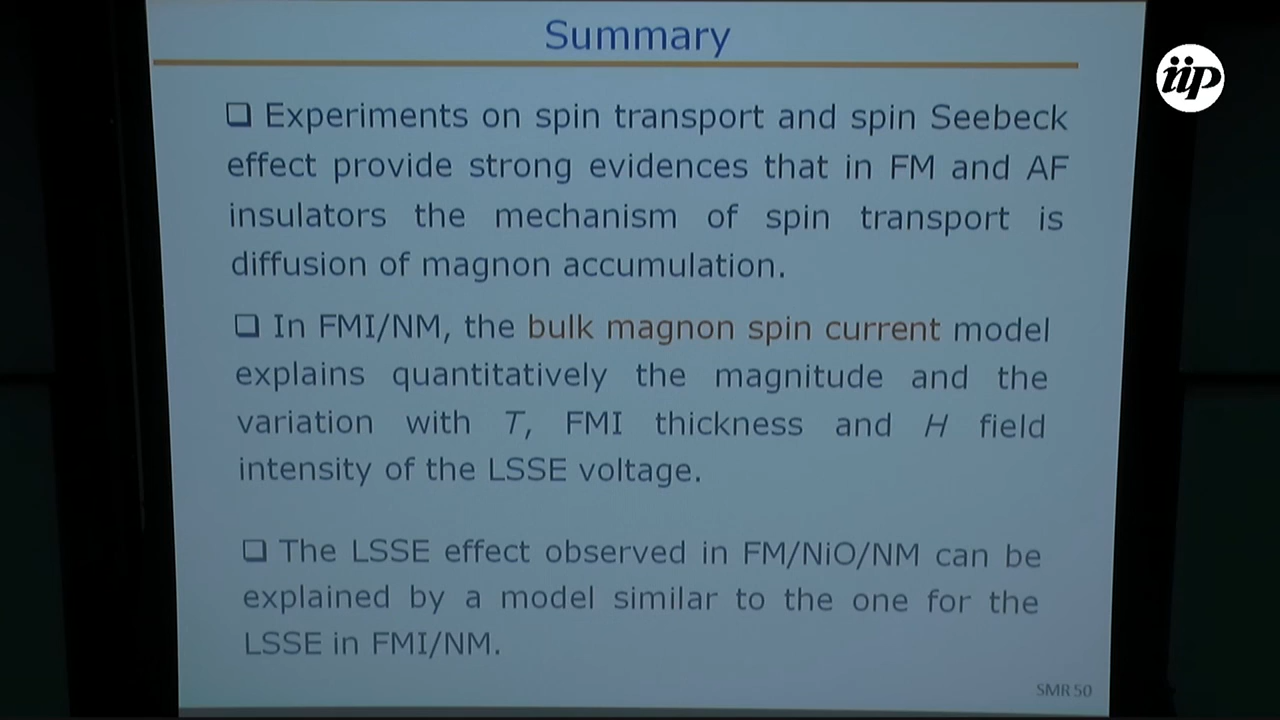 Summary
iip
❑ Experiments on spin transport and spin Seebeck
effect provide strong evidences that in FM and AF
insulators the mechanism of spin transport is
diffusion of magnon accumulation.
❑ In FMI/NM, the bulk magnon spin current model
explains quantitatively the magnitude and the
variation with T, FMI thickness and H field
intensity of the LSSE voltage.
❑ The LSSE effect observed in FM/NiO/NM can be
explained by a model similar to the one for the
LSSE in FMI/NM.
SMR 50